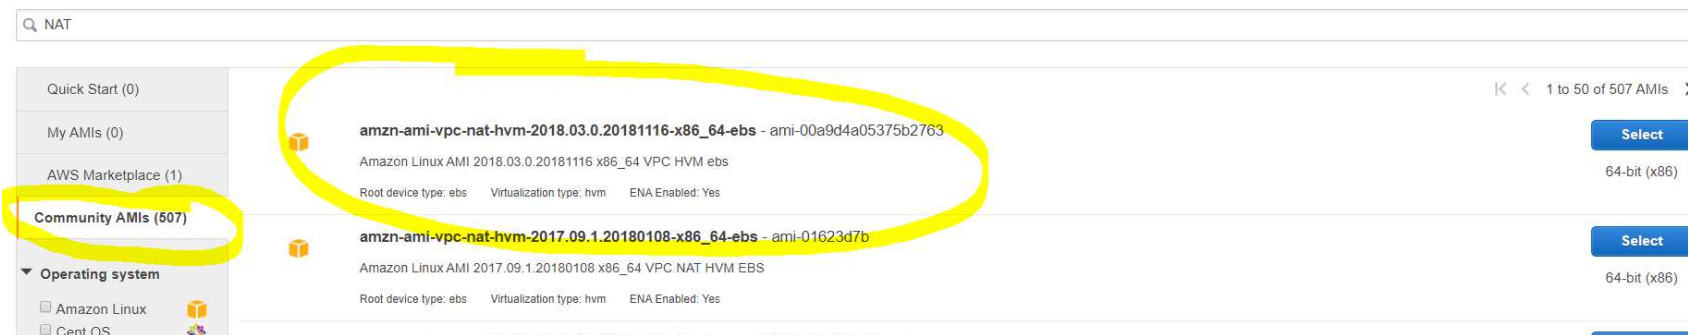 NAT
Quick Start (0)
My AMIs (0)
AWS Marketplace (1)
Community AMIs (507)
Operating system
Amazon Linux
Cent OS
1 to 50 of 507 AMIs
amzn-ami-vpc-nat-hvm-2018.03.0.20181116-x86_64-ebs - ami-00a9d4a05375b2763
Select
Amazon Linux AMI 2018.03.0.20181116 x86_64 VPC HVM ebs
64-bit (x86)
Root device type: ebs Virtualization type: hvm ENA Enabled: Yes
amzn-ami-vpc-nat-hvm-2017.09.1.20180108-x86_64-ebs - ami-01623d7b
Select
Amazon Linux AMI 2017.09.1.20180108 x86_64 VPC NAT HVM EBS
64-bit (x86)
Root device type: ebs Virtualization type: hvm ENA Enabled: Yes